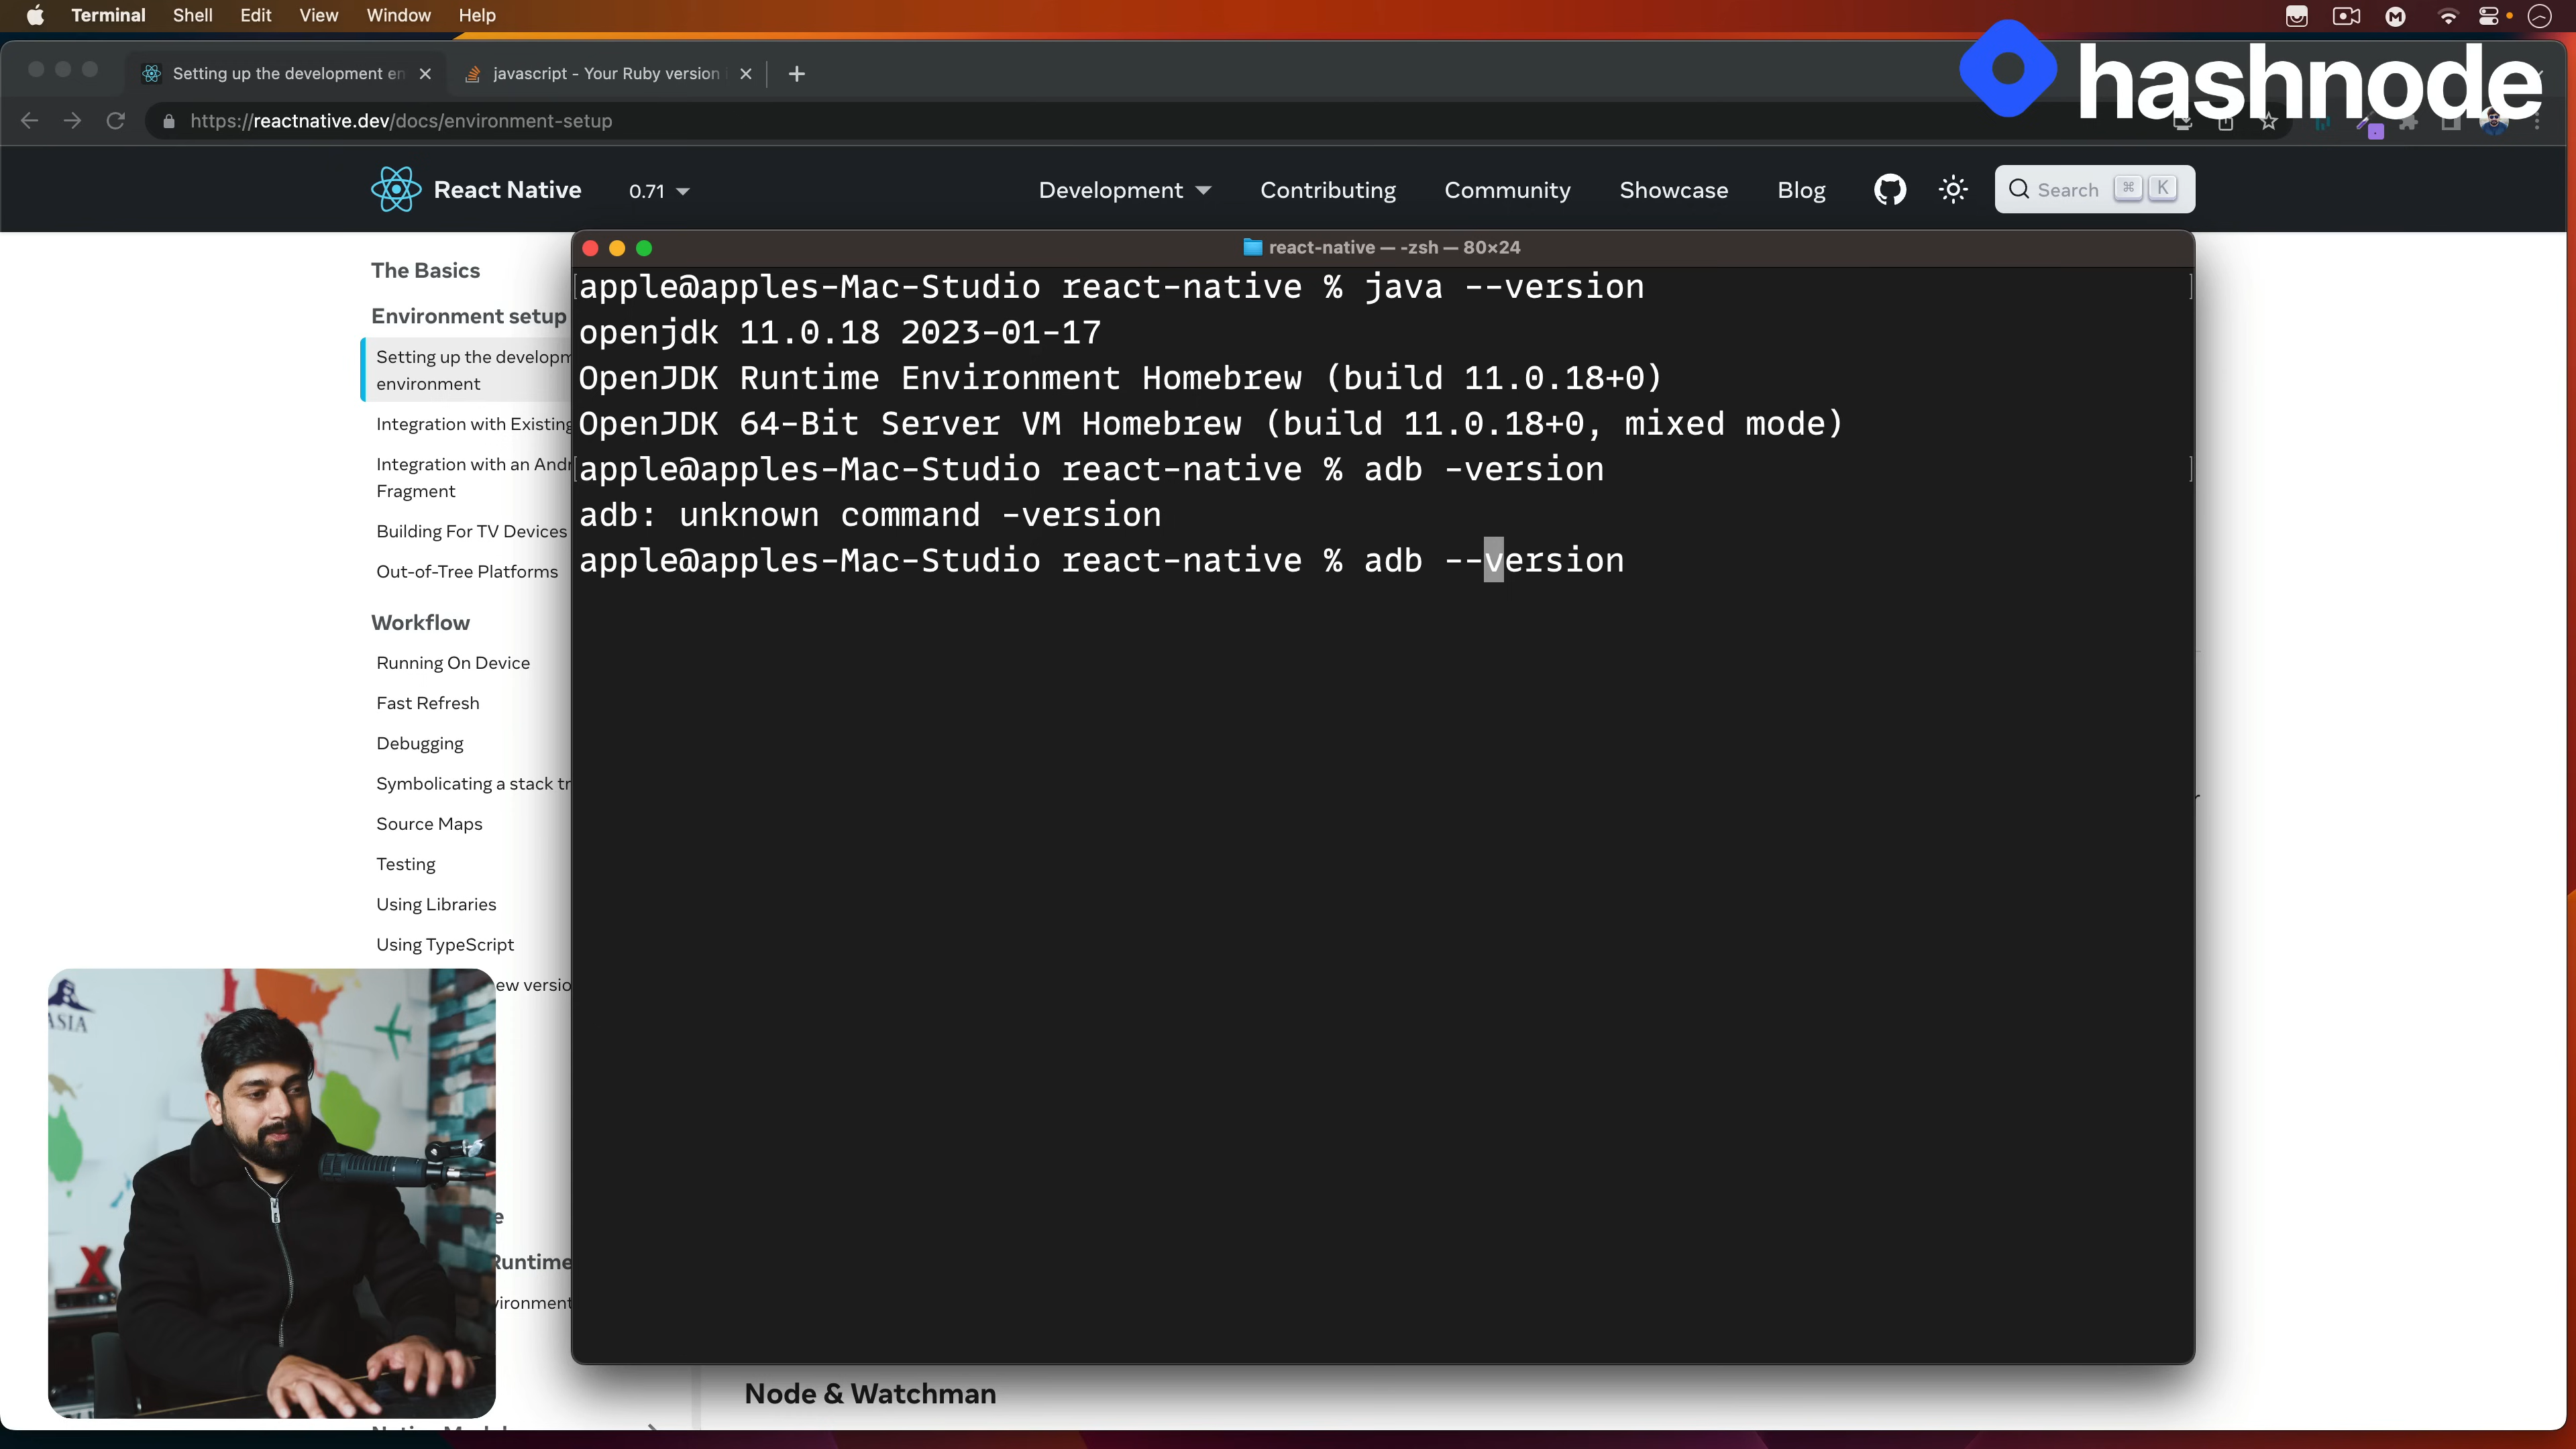 Terminal Shell Edit View Window Help
Setting up the development en
javascript - Your Ruby version
hashnode
https://reactnative.dev/docs/environment-setup
React Native 0.71 Development Contributing Community Showcase Blog Search ⌘ K
react-native — -zsh — 80×24
The Basics
Environment setup
Setting up the developm
environment
Integration with Existing
Integration with an Andr
Fragment
Building For TV Devices
Out-of-Tree Platforms
Workflow
Running On Device
Fast Refresh
Debugging
Symbolicating a stack tr
Source Maps
Testing
Using Libraries
Using TypeScript
ew versio
Runtime
vironment
apple@apples-Mac-Studio react-native % java --version
openjdk 11.0.18 2023-01-17
OpenJDK Runtime Environment Homebrew (build 11.0.18+0)
OpenJDK 64-Bit Server VM Homebrew (build 11.0.18+0, mixed mode)
apple@apples-Mac-Studio react-native % adb -version
adb: unknown command -version
apple@apples-Mac-Studio react-native % adb --version
ASIA
Node & Watchman